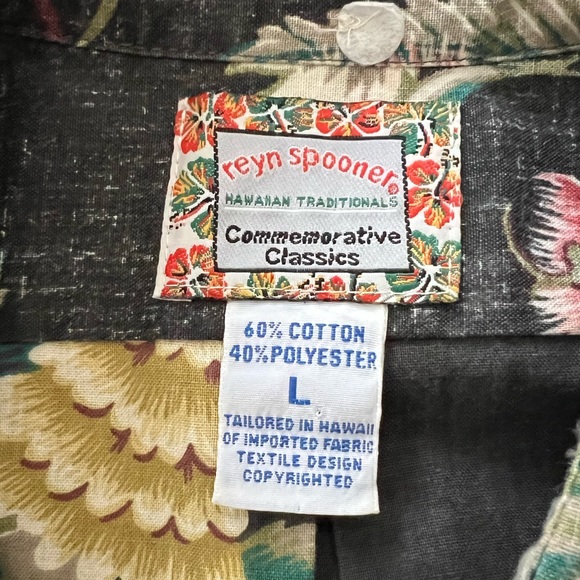 reyn spooner®
HAWAIIAN TRADITIONALS
Commemorative
Classics
60% COTTON
40% POLYESTER
L
TAILORED IN HAWAII
OF IMPORTED FABRIC
TEXTILE DESIGN
COPYRIGHTED